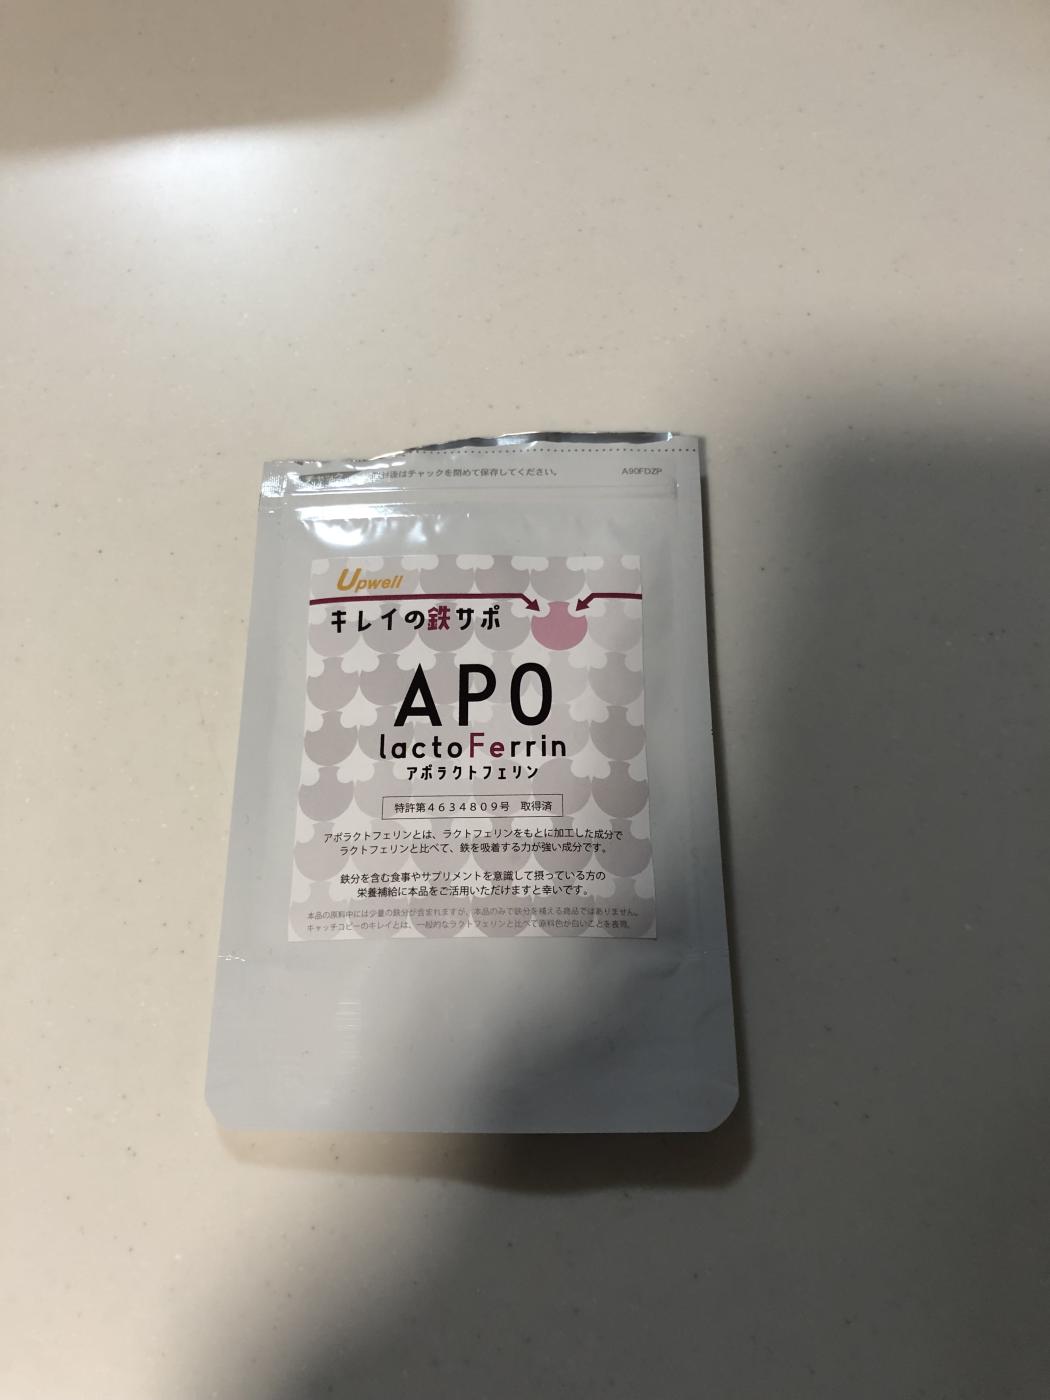 開封後はチャックを閉めて保存してください。 A90FDZP
Upwell
キレイの鉄サポ
APO
lactoFerrin
アポラクトフェリン
特許第4634809号 取得済
アポラクトフェリンとは、ラクトフェリンをもとに加工した成分で
ラクトフェリンと比べて、鉄を吸着する力が強い成分です。
鉄分を含む食事やサプリメントを意識して摂っている方の
栄養補給に本品をご活用いただけますと幸いです。
本品の原料中には少量の鉄分が含まれますが、本品のみで鉄分を補える商品ではありません。
キャッチコピーのキレイとは、一般的なラクトフェリンと比べて原料色が白いことを表現。